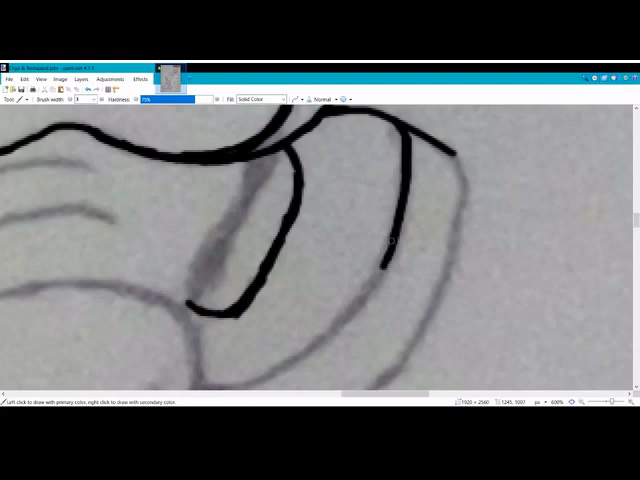 File Edit View Image Layers Adjustments Effects
Tool: Brush width: Hardness: 75% Fill: Solid Color Normal
Left click to draw with primary color, right click to draw with secondary color.
1920 × 2560 1245, 1097 px 600%